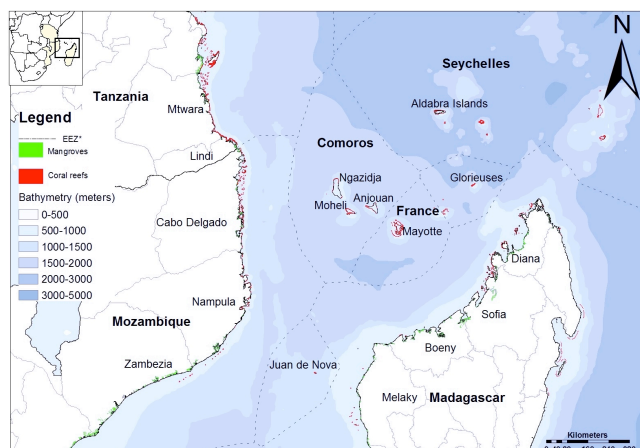 N
Seychelles
Tanzania
Aldabra Islands
Mtwara
Legend
EEZ*
Mangroves
Coral reefs
Bathymetry (meters)
0-500
500-1000
1000-1500
1500-2000
2000-3000
3000-5000
Comoros
Lindi
Ngazidja
Glorieuses
Anjouan
Moheli
France
Cabo Delgado
Mayotte
Diana
Nampula
Sofia
Mozambique
Boeny
Zambezia
Juan de Nova
Melaky
Madagascar
Kilometers